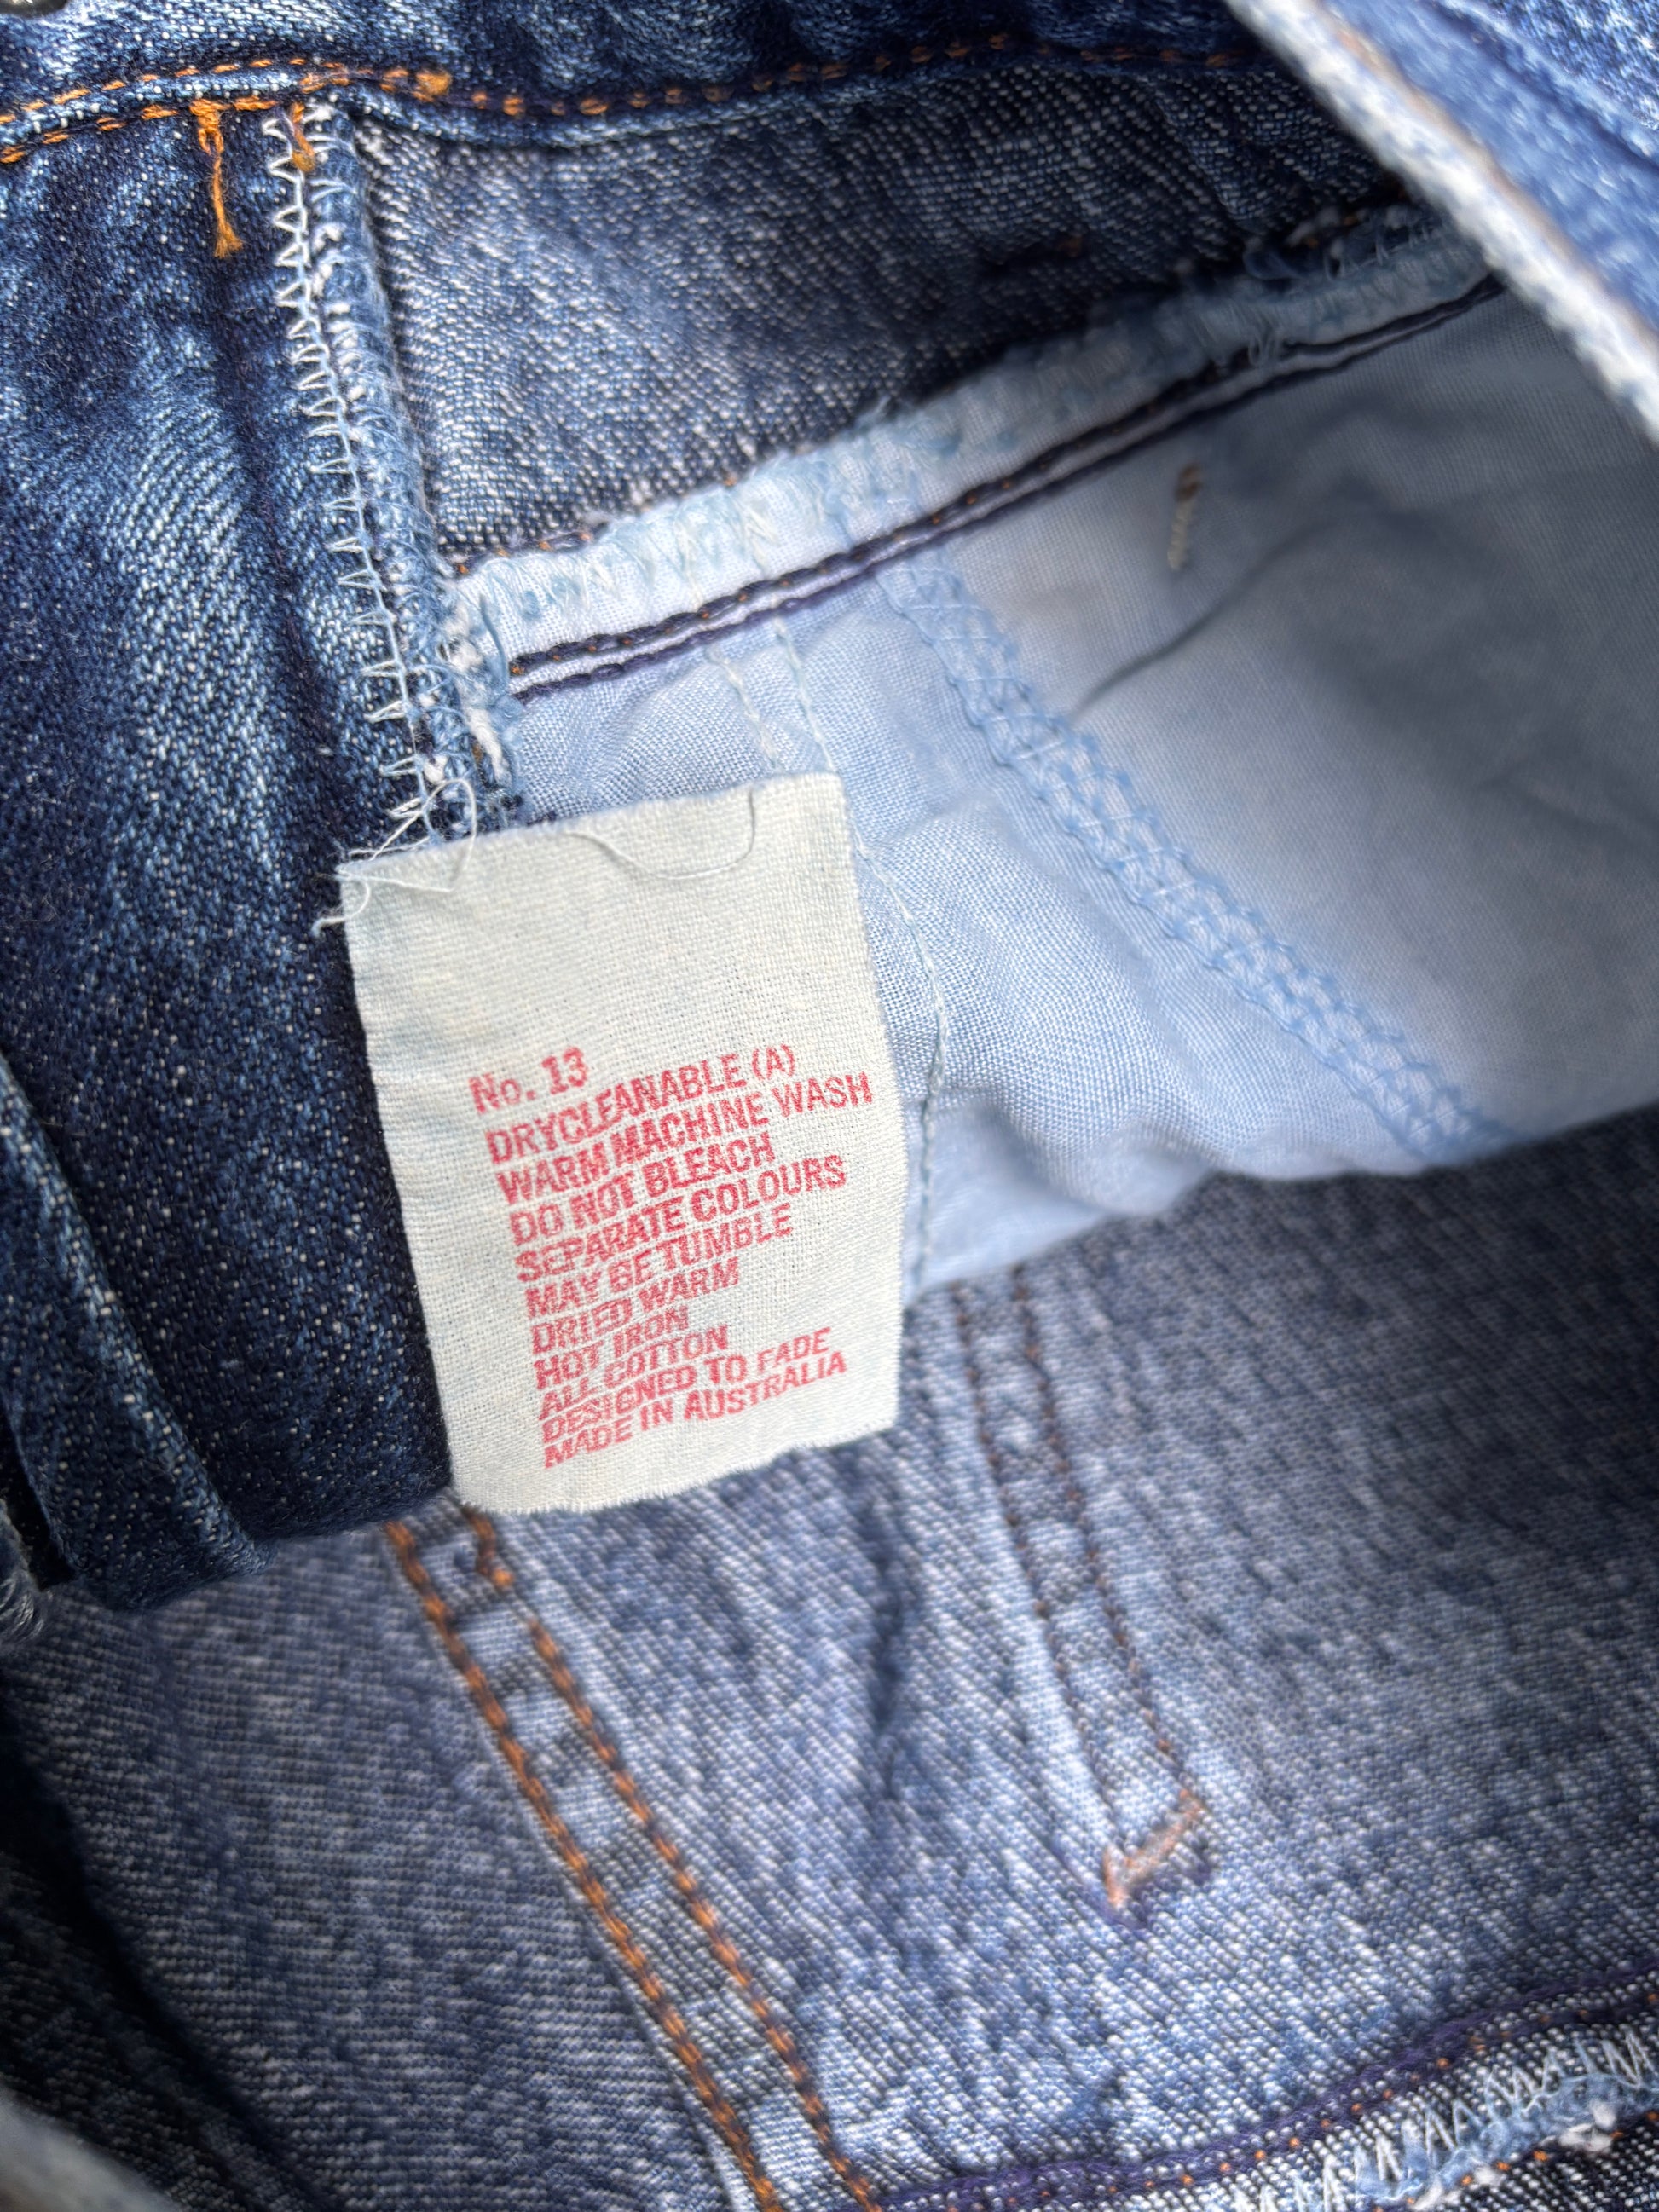 No. 13
DRYCLEANABLE (A)
WARM MACHINE WASH
DO NOT BLEACH
SEPARATE COLOURS
MAY BE TUMBLE
DRIED WARM
HOT IRON
ALL COTTON
DESIGNED TO FADE
MADE IN AUSTRALIA